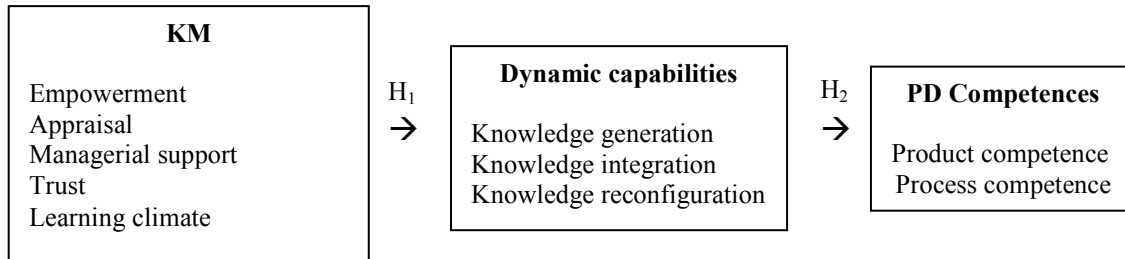 KM
Empowerment
Appraisal
Managerial support
Trust
Learning climate
H₁
→
Dynamic capabilities
Knowledge generation
Knowledge integration
Knowledge reconfiguration
H₂
→
PD Competences
Product competence
Process competence